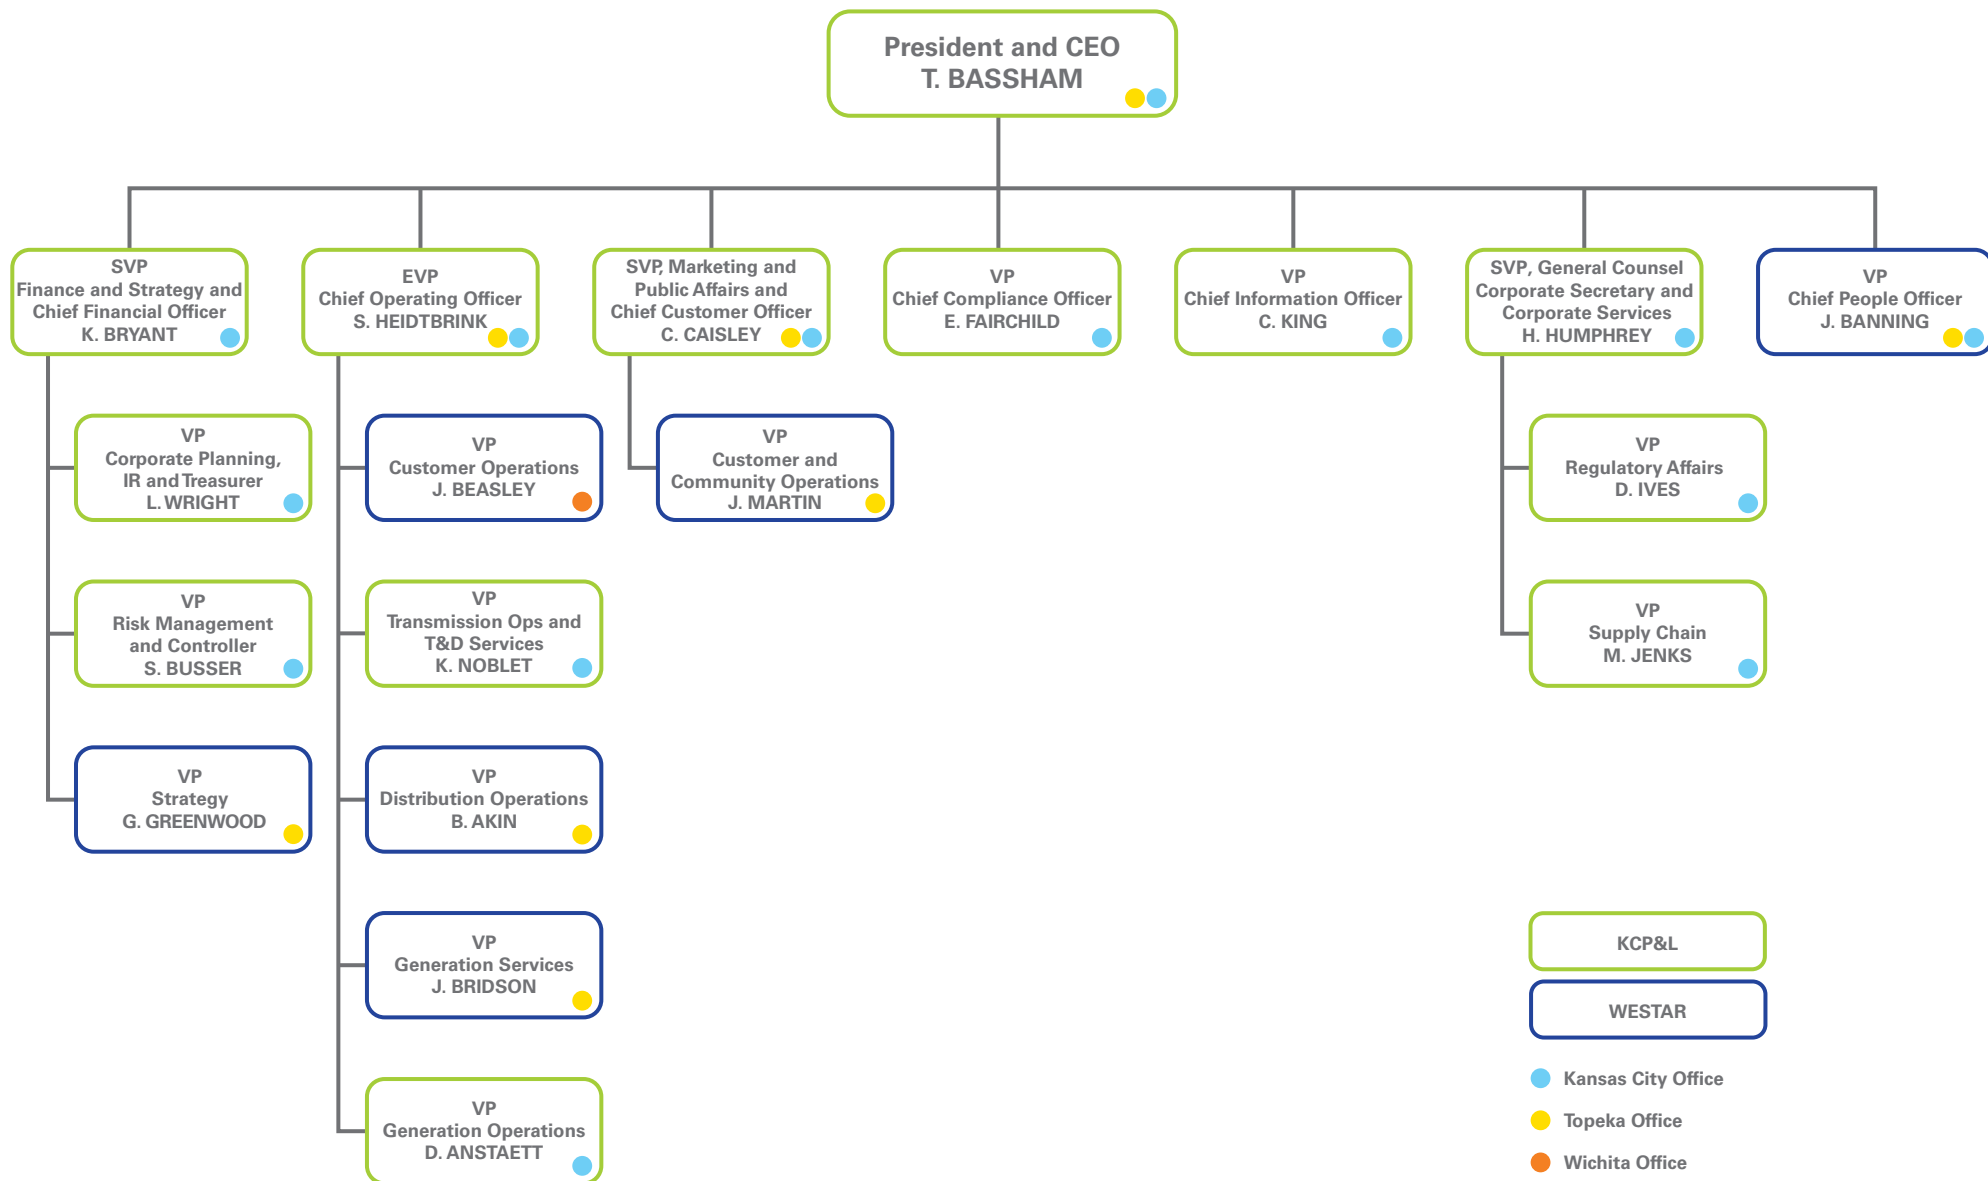 President and CEO
T. BASSHAM
SVP
Finance and Strategy and
Chief Financial Officer
K. BRYANT
EVP
Chief Operating Officer
S. HEIDTBRINK
SVP, Marketing and
Public Affairs and
Chief Customer Officer
C. CAISLEY
VP
Chief Compliance Officer
E. FAIRCHILD
VP
Chief Information Officer
C. KING
SVP, General Counsel
Corporate Secretary and
Corporate Services
H. HUMPHREY
VP
Chief People Officer
J. BANNING
VP
Corporate Planning,
IR and Treasurer
L. WRIGHT
VP
Customer Operations
J. BEASLEY
VP
Customer and
Community Operations
J. MARTIN
VP
Regulatory Affairs
D. IVES
VP
Risk Management
and Controller
S. BUSSER
VP
Transmission Ops and
T&D Services
K. NOBLET
VP
Supply Chain
M. JENKS
VP
Strategy
G. GREENWOOD
VP
Distribution Operations
B. AKIN
VP
Generation Services
J. BRIDSON
VP
Generation Operations
D. ANSTAETT
KCP&L
WESTAR
Kansas City Office
Topeka Office
Wichita Office